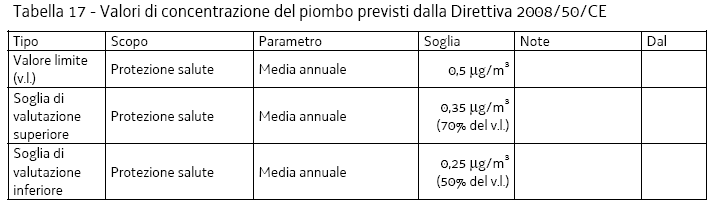 Tabella 17 - Valori di concentrazione del piombo previsti dalla Direttiva 2008/50/CE
Tipo Scopo Parametro Soglia Note Dal
Valore limite
(v.l.) Protezione salute Media annuale 0,5 µg/m³
Soglia di
valutazione
superiore Protezione salute Media annuale 0,35 µg/m³
(70% del v.l.)
Soglia di
valutazione
inferiore Protezione salute Media annuale 0,25 µg/m³
(50% del v.l.)